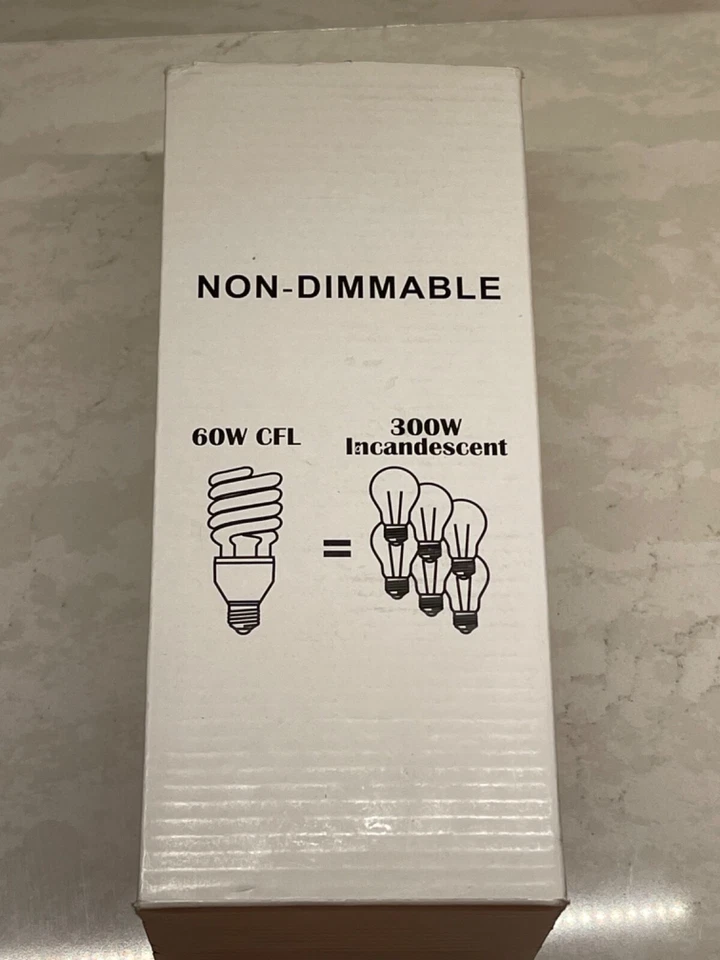 NON-DIMMABLE
60W CFL
300W
Incandescent
=